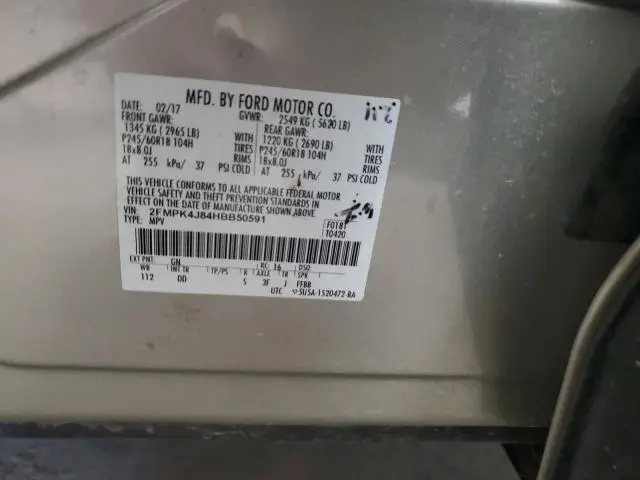 MFD. BY FORD MOTOR CO.
DATE: 02/17 GVWR: 2549 KG ( 5620 LB)
FRONT GAWR: REAR GAWR:
1345 KG ( 2965 LB) WITH 1220 KG ( 2690 LB) WITH
P245/60R18 104H TIRES P245/60R18 104H TIRES
18x8.0J RIMS 18x8.0J RIMS
AT 255 kPa/ 37 PSI COLD AT 255 kPa/ 37 PSI COLD
THIS VEHICLE CONFORMS TO ALL APPLICABLE FEDERAL MOTOR
VEHICLE SAFETY AND THEFT PREVENTION STANDARDS IN
EFFECT ON THE DATE OF MANUFACTURE SHOWN ABOVE.
VIN: 2FMPK4J84HBB50591 F0181
TYPE: MPV T0420
EXT PNT: GN RC: 16 DSO:
WB INT TR TP/PS R AXLE TR SPR
112 DD S 3F J FFBB
UTC 5U5A-1520472-BA